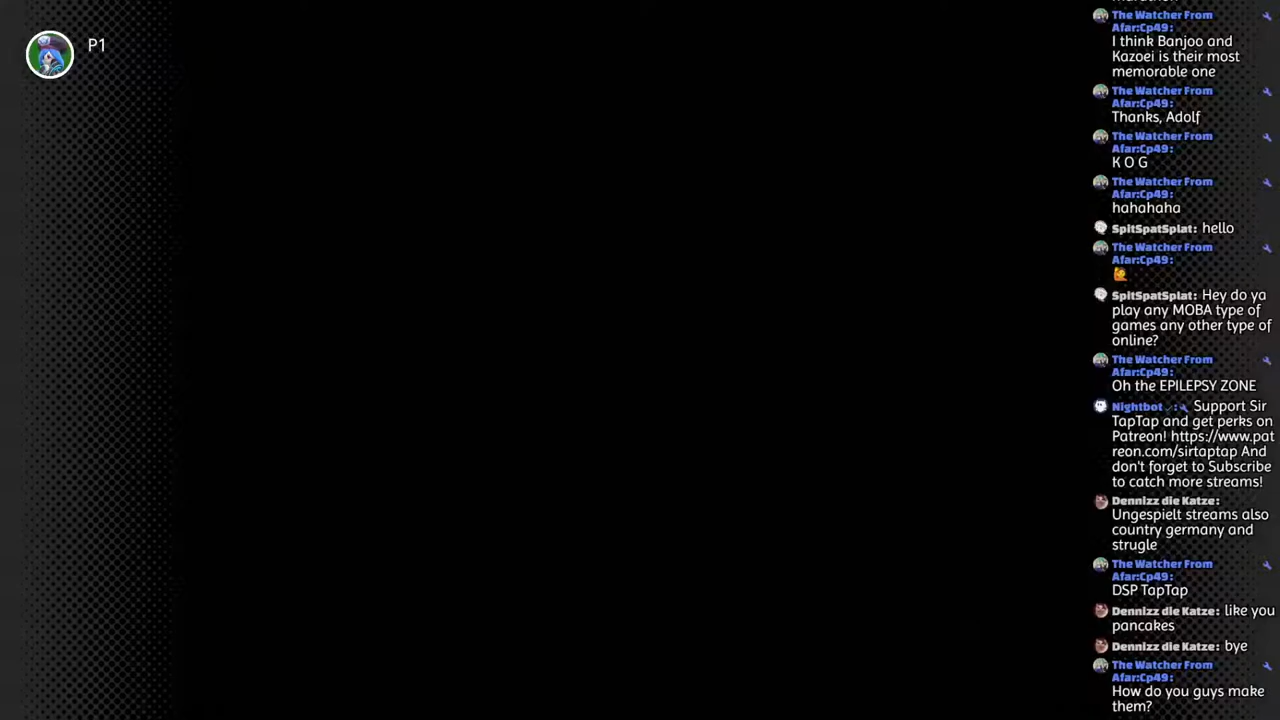 P1
The Watcher From
Afar:Cp49:
I think Banjoo and
Kazoei is their most
memorable one
The Watcher From
Afar:Cp49:
Thanks, Adolf
The Watcher From
Afar:Cp49:
K O G
The Watcher From
Afar:Cp49:
hahahaha
SpitSpatSplat: hello
The Watcher From
Afar:Cp49:
SpitSpatSplat: Hey do ya
play any MOBA type of
games any other type of
online?
The Watcher From
Afar:Cp49:
Oh the EPILEPSY ZONE
Nightbot : Support Sir
TapTap and get perks on
Patreon! https://www.pat
reon.com/sirtaptap And
don't forget to Subscribe
to catch more streams!
Dennizz die Katze:
Ungespielt streams also
country germany and
strugle
The Watcher From
Afar:Cp49:
DSP TapTap
Dennizz die Katze: like you
pancakes
Dennizz die Katze: bye
The Watcher From
Afar:Cp49:
How do you guys make
them?